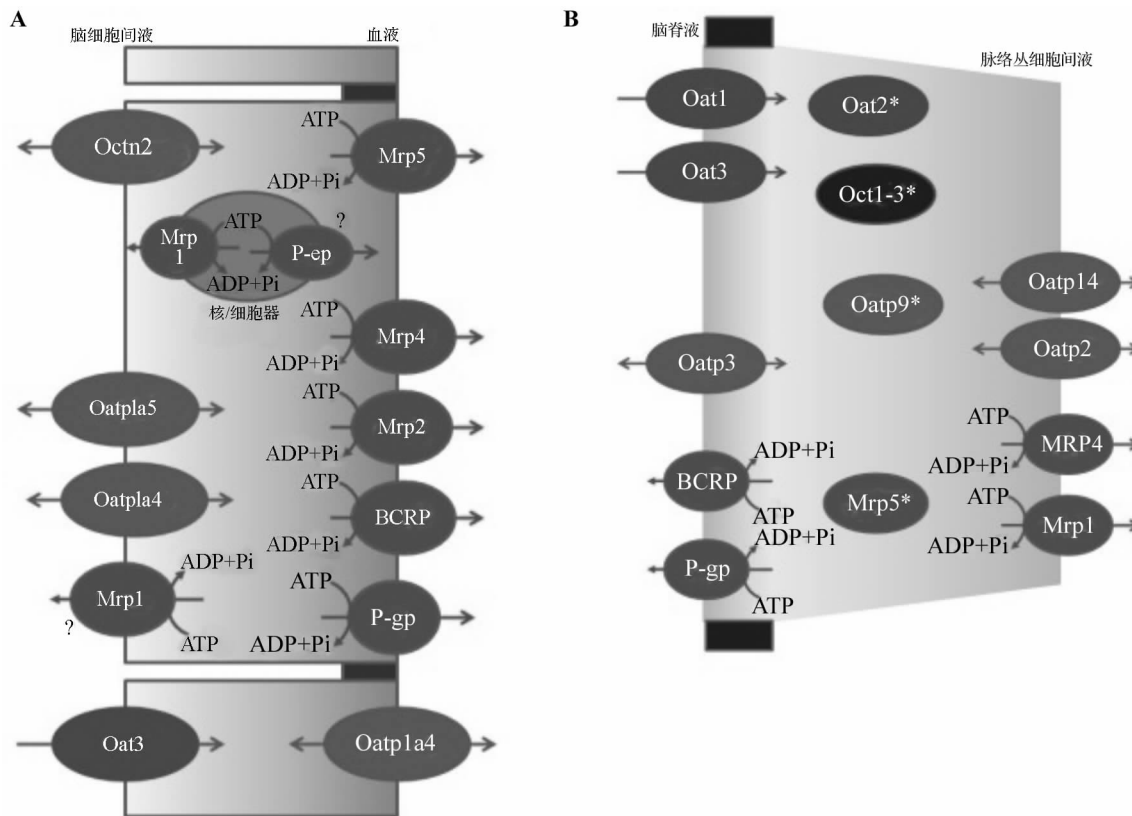 A
脑细胞间液
血液
Octn2
ATP
Mrp5
ADP+Pi
Mrp
1
ATP
P-ep
?
ADP+Pi
核/细胞器
ATP
Mrp4
ADP+Pi
Oatpla5
ATP
Mrp2
ADP+Pi
Oatpla4
ATP
BCRP
ADP+Pi
Mrp1
?
ADP+Pi
ATP
ATP
P-gp
ADP+Pi
Oat3
Oatp1a4
B
脑脊液
脉络丛细胞间液
Oat1
Oat2*
Oat3
Oct1-3*
Oatp14
Oatp9*
Oatp3
Oatp2
BCRP
ADP+Pi
ATP
ATP
MRP4
ADP+Pi
Mrp5*
P-gp
ADP+Pi
ATP
ATP
Mrp1
ADP+Pi